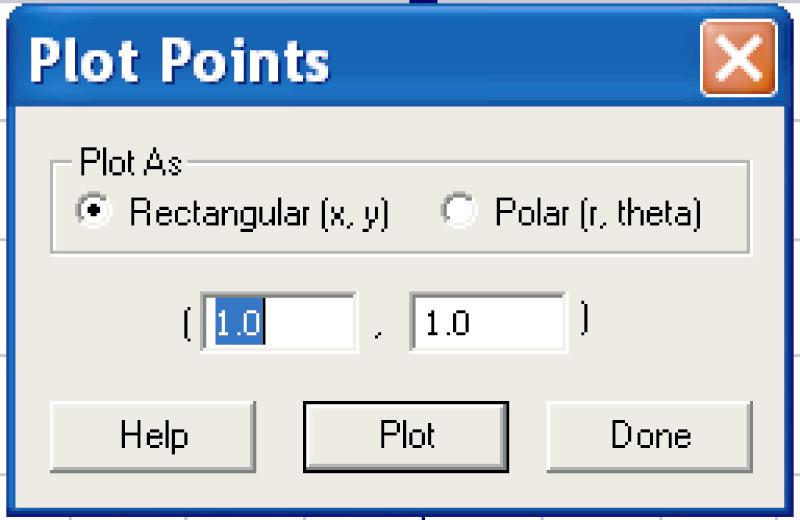 Plot Points
Plot As
Rectangular (x, y) Polar (r, theta)
( 1.0 , 1.0 )
Help Plot Done